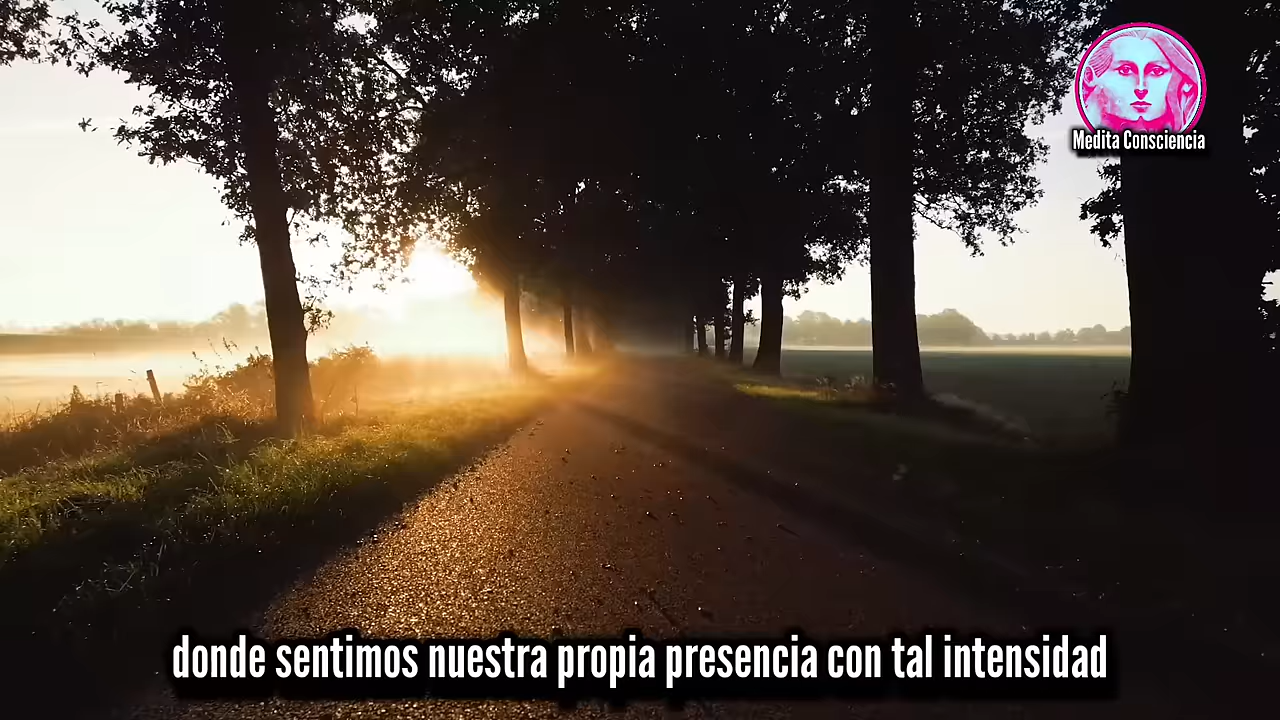 Medita Consciencia
donde sentimos nuestra propia presencia con tal intensidad